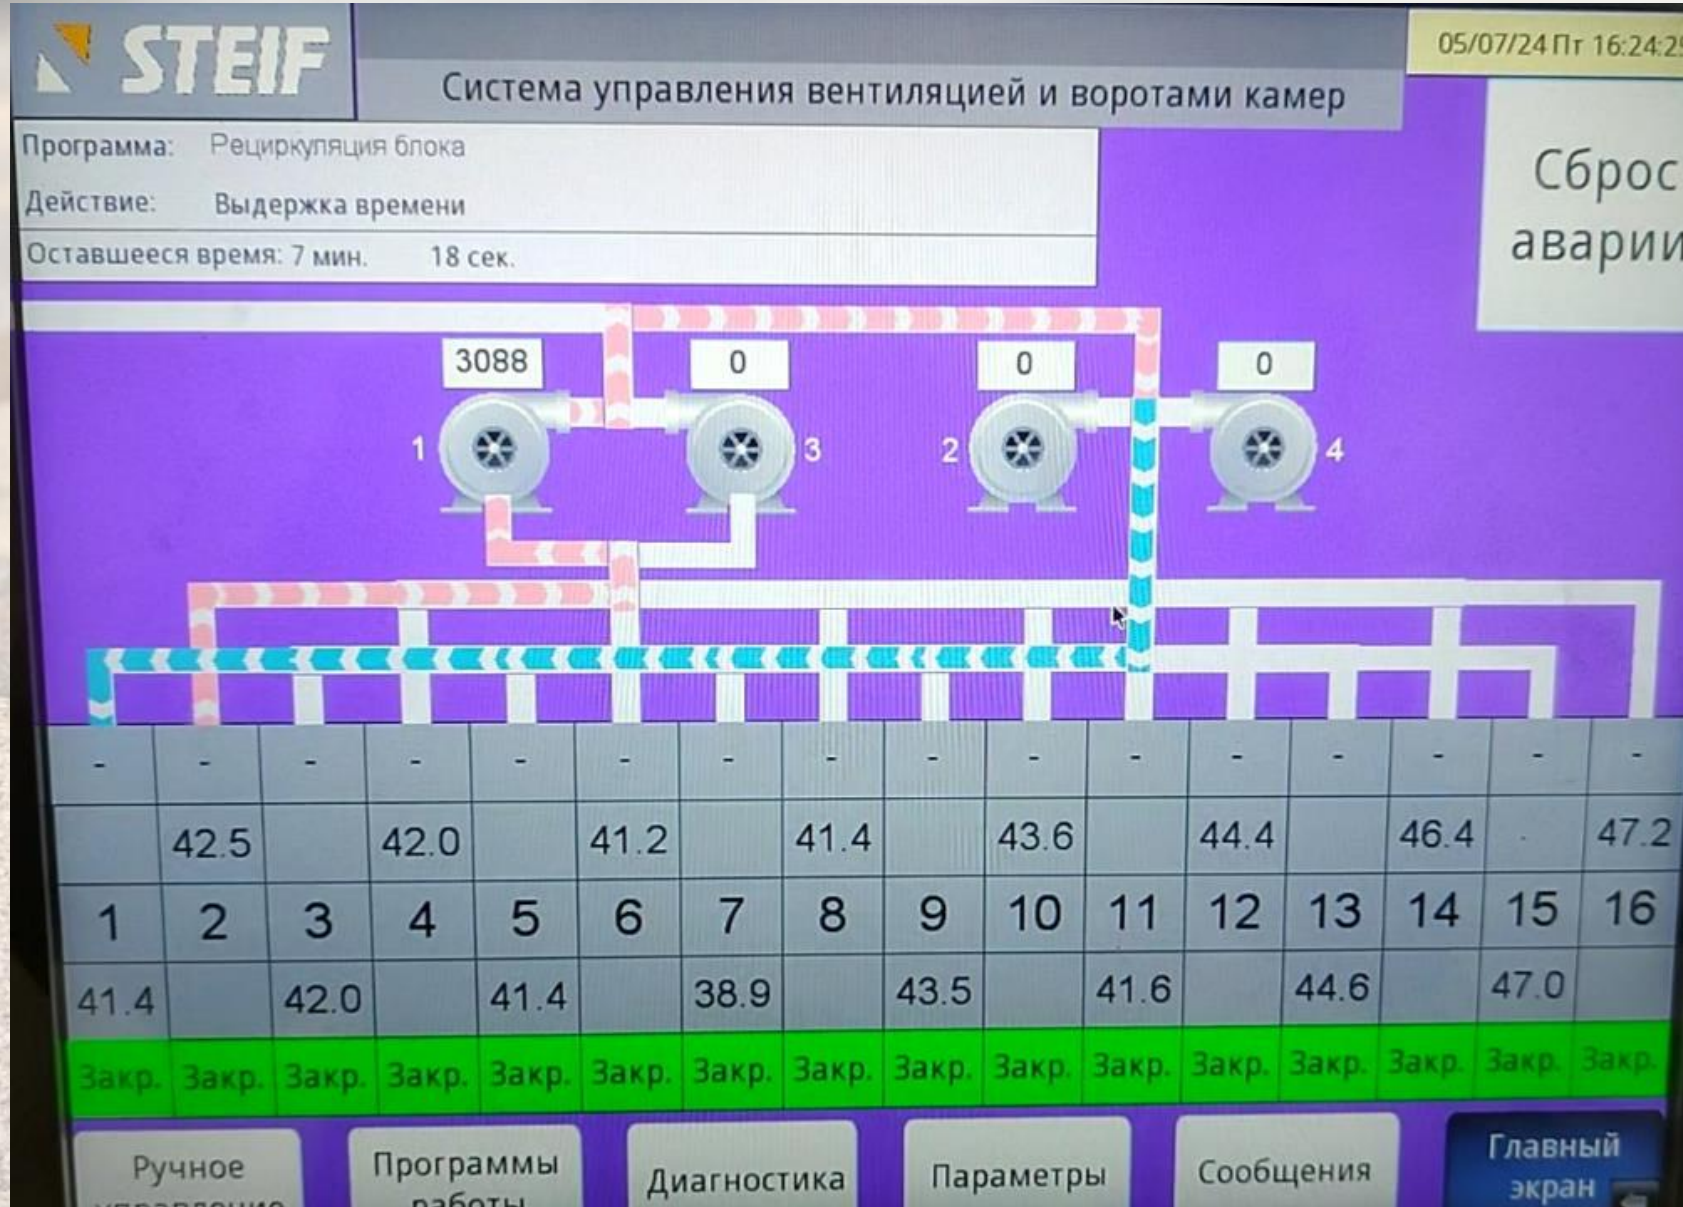 STEIF
05/07/24 Пт 16:24:25
Система управления вентиляцией и воротами камер
Программа: Рециркуляция блока
Действие: Выдержка времени
Оставшееся время: 7 мин. 18 сек.
Сброс
аварии
3088 0 0 0
1 3 2 4
- - - - - - - - - - - - - - - -
42.5 42.0 41.2 41.4 43.6 44.4 46.4 47.2
1 2 3 4 5 6 7 8 9 10 11 12 13 14 15 16
41.4 42.0 41.4 38.9 43.5 41.6 44.6 47.0
Закр. Закр. Закр. Закр. Закр. Закр. Закр. Закр. Закр. Закр. Закр. Закр. Закр. Закр. Закр. Закр.
Ручное управление
Программы работы
Диагностика
Параметры
Сообщения
Главный
экран